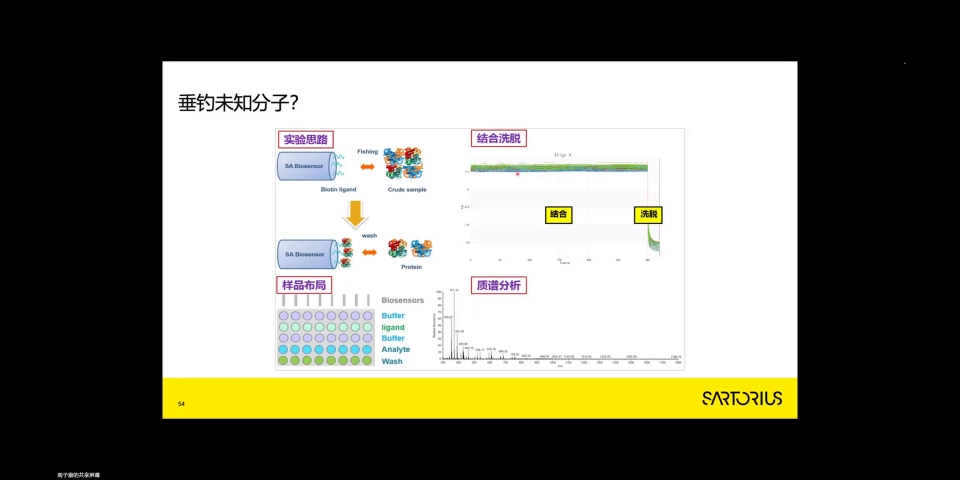 垂钓未知分子?
实验思路
Fishing
SA Biosensor
Biotin ligand
Crude sample
wash
SA Biosensor
Protein
结合洗脱
结合
洗脱
样品布局
Biosensors
Buffer
ligand
Buffer
Analyte
Wash
质谱分析
54
SARTORIUS